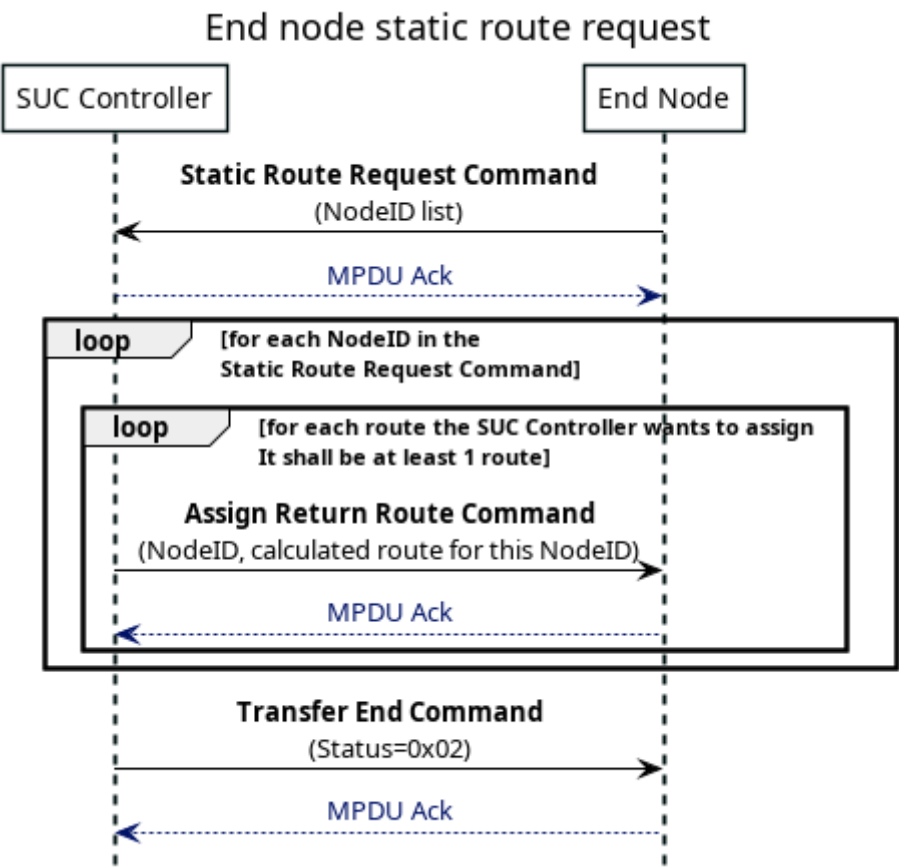 End node static route request
SUC Controller
End Node
Static Route Request Command
(NodeID list)
MPDU Ack
loop
[for each NodeID in the
Static Route Request Command]
loop
[for each route the SUC Controller wants to assign
It shall be at least 1 route]
Assign Return Route Command
(NodeID, calculated route for this NodeID)
MPDU Ack
Transfer End Command
(Status=0x02)
MPDU Ack